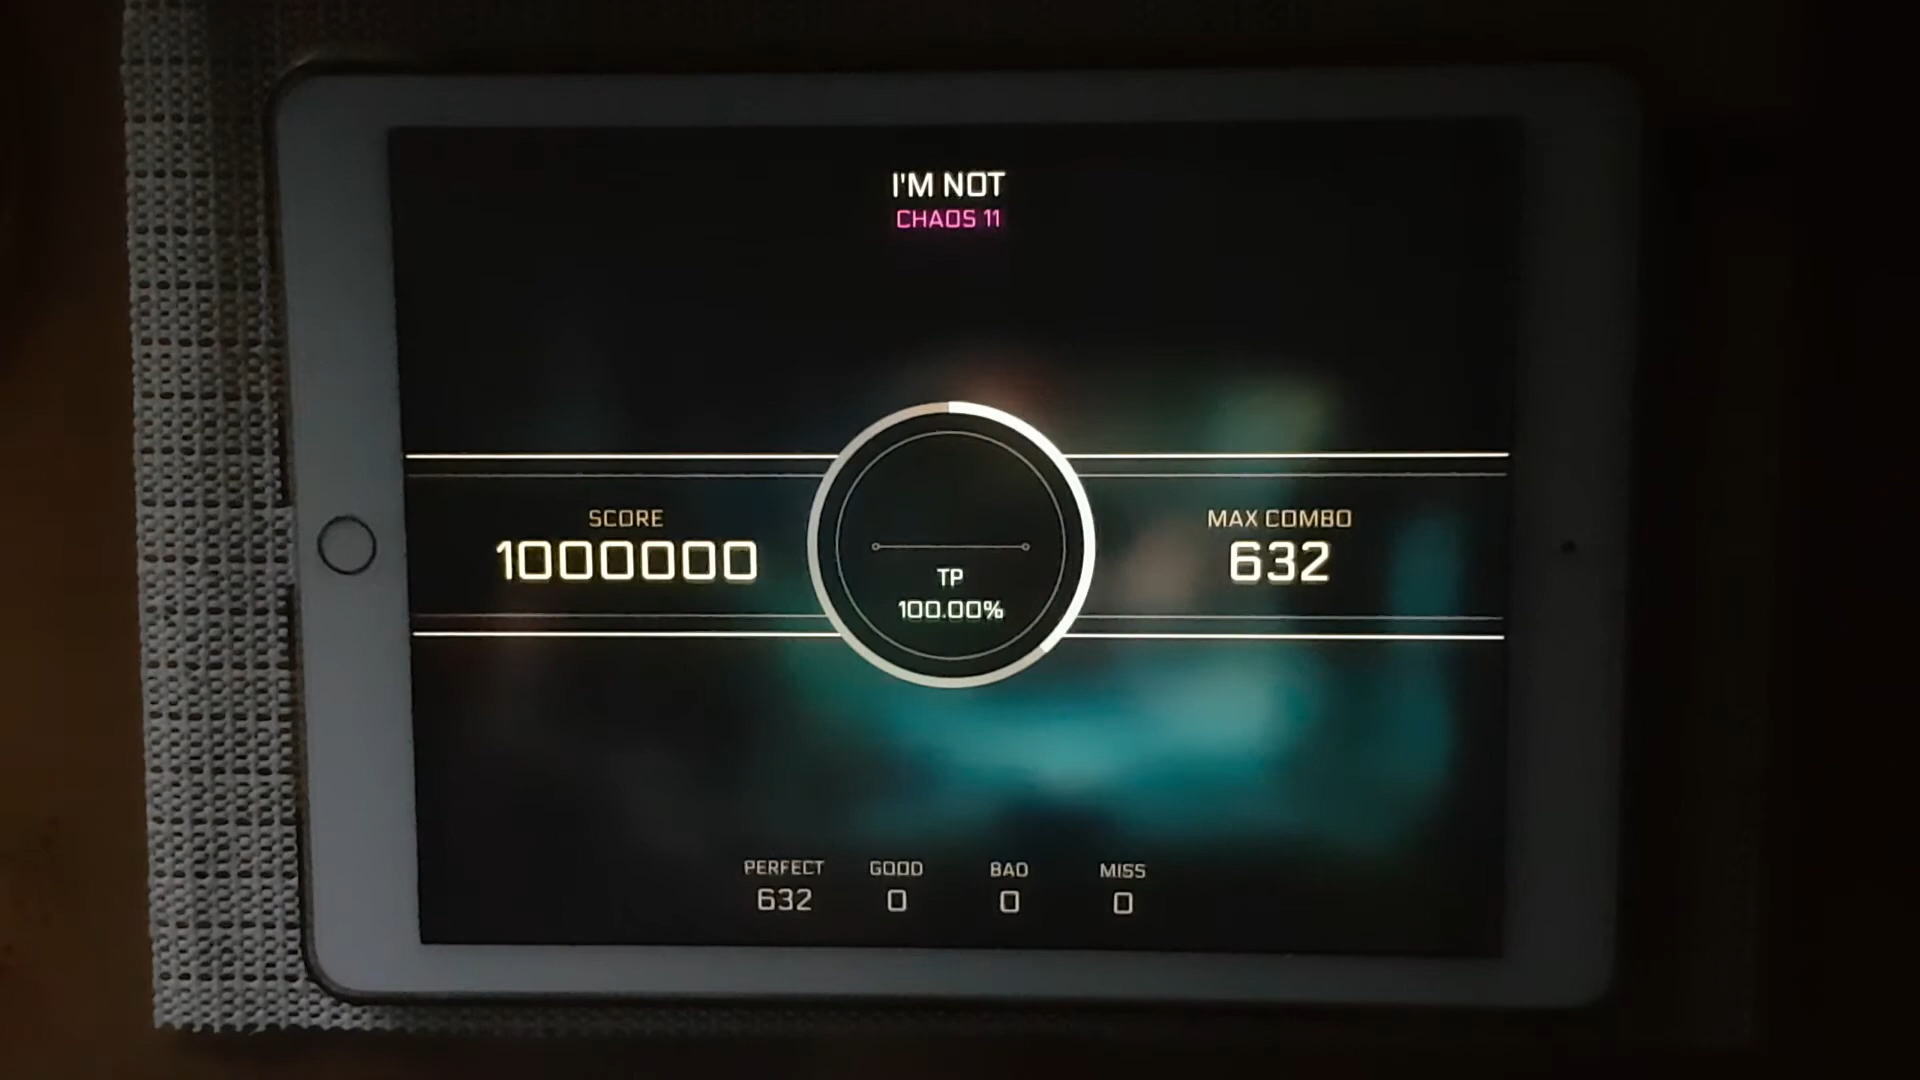 I'M NOT
CHAOS 11
SCORE
1000000
TP
100.00%
MAX COMBO
632
PERFECT GOOD BAD MISS
632 0 0 0